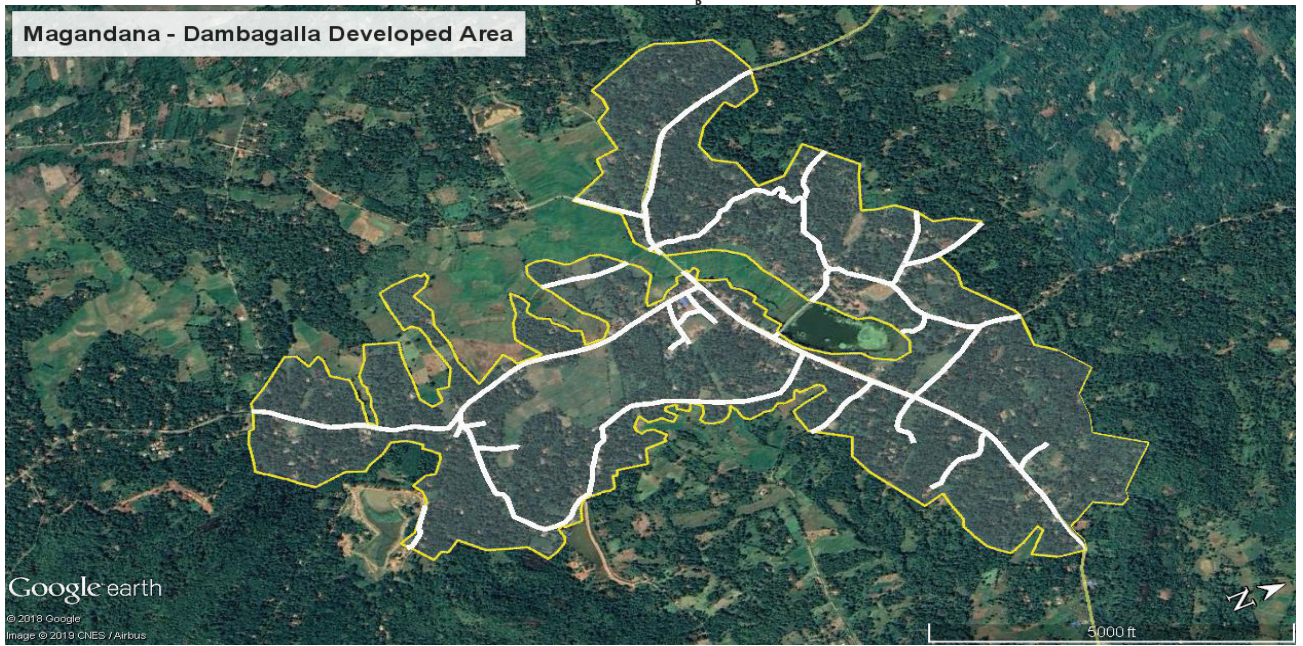 Magandana - Dambagalla Developed Area
Google earth
© 2018 Google
Image © 2019 CNES / Airbus
N
5000 ft